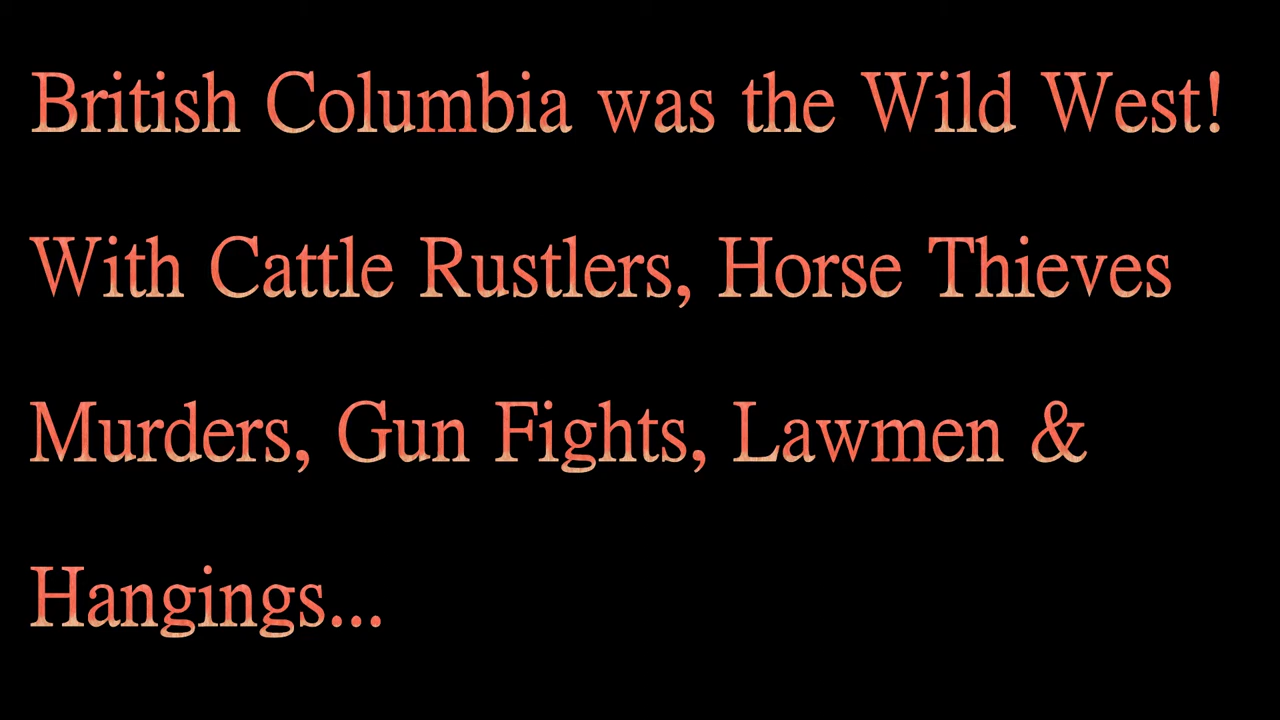 British Columbia was the Wild West!
With Cattle Rustlers, Horse Thieves
Murders, Gun Fights, Lawmen &
Hangings...